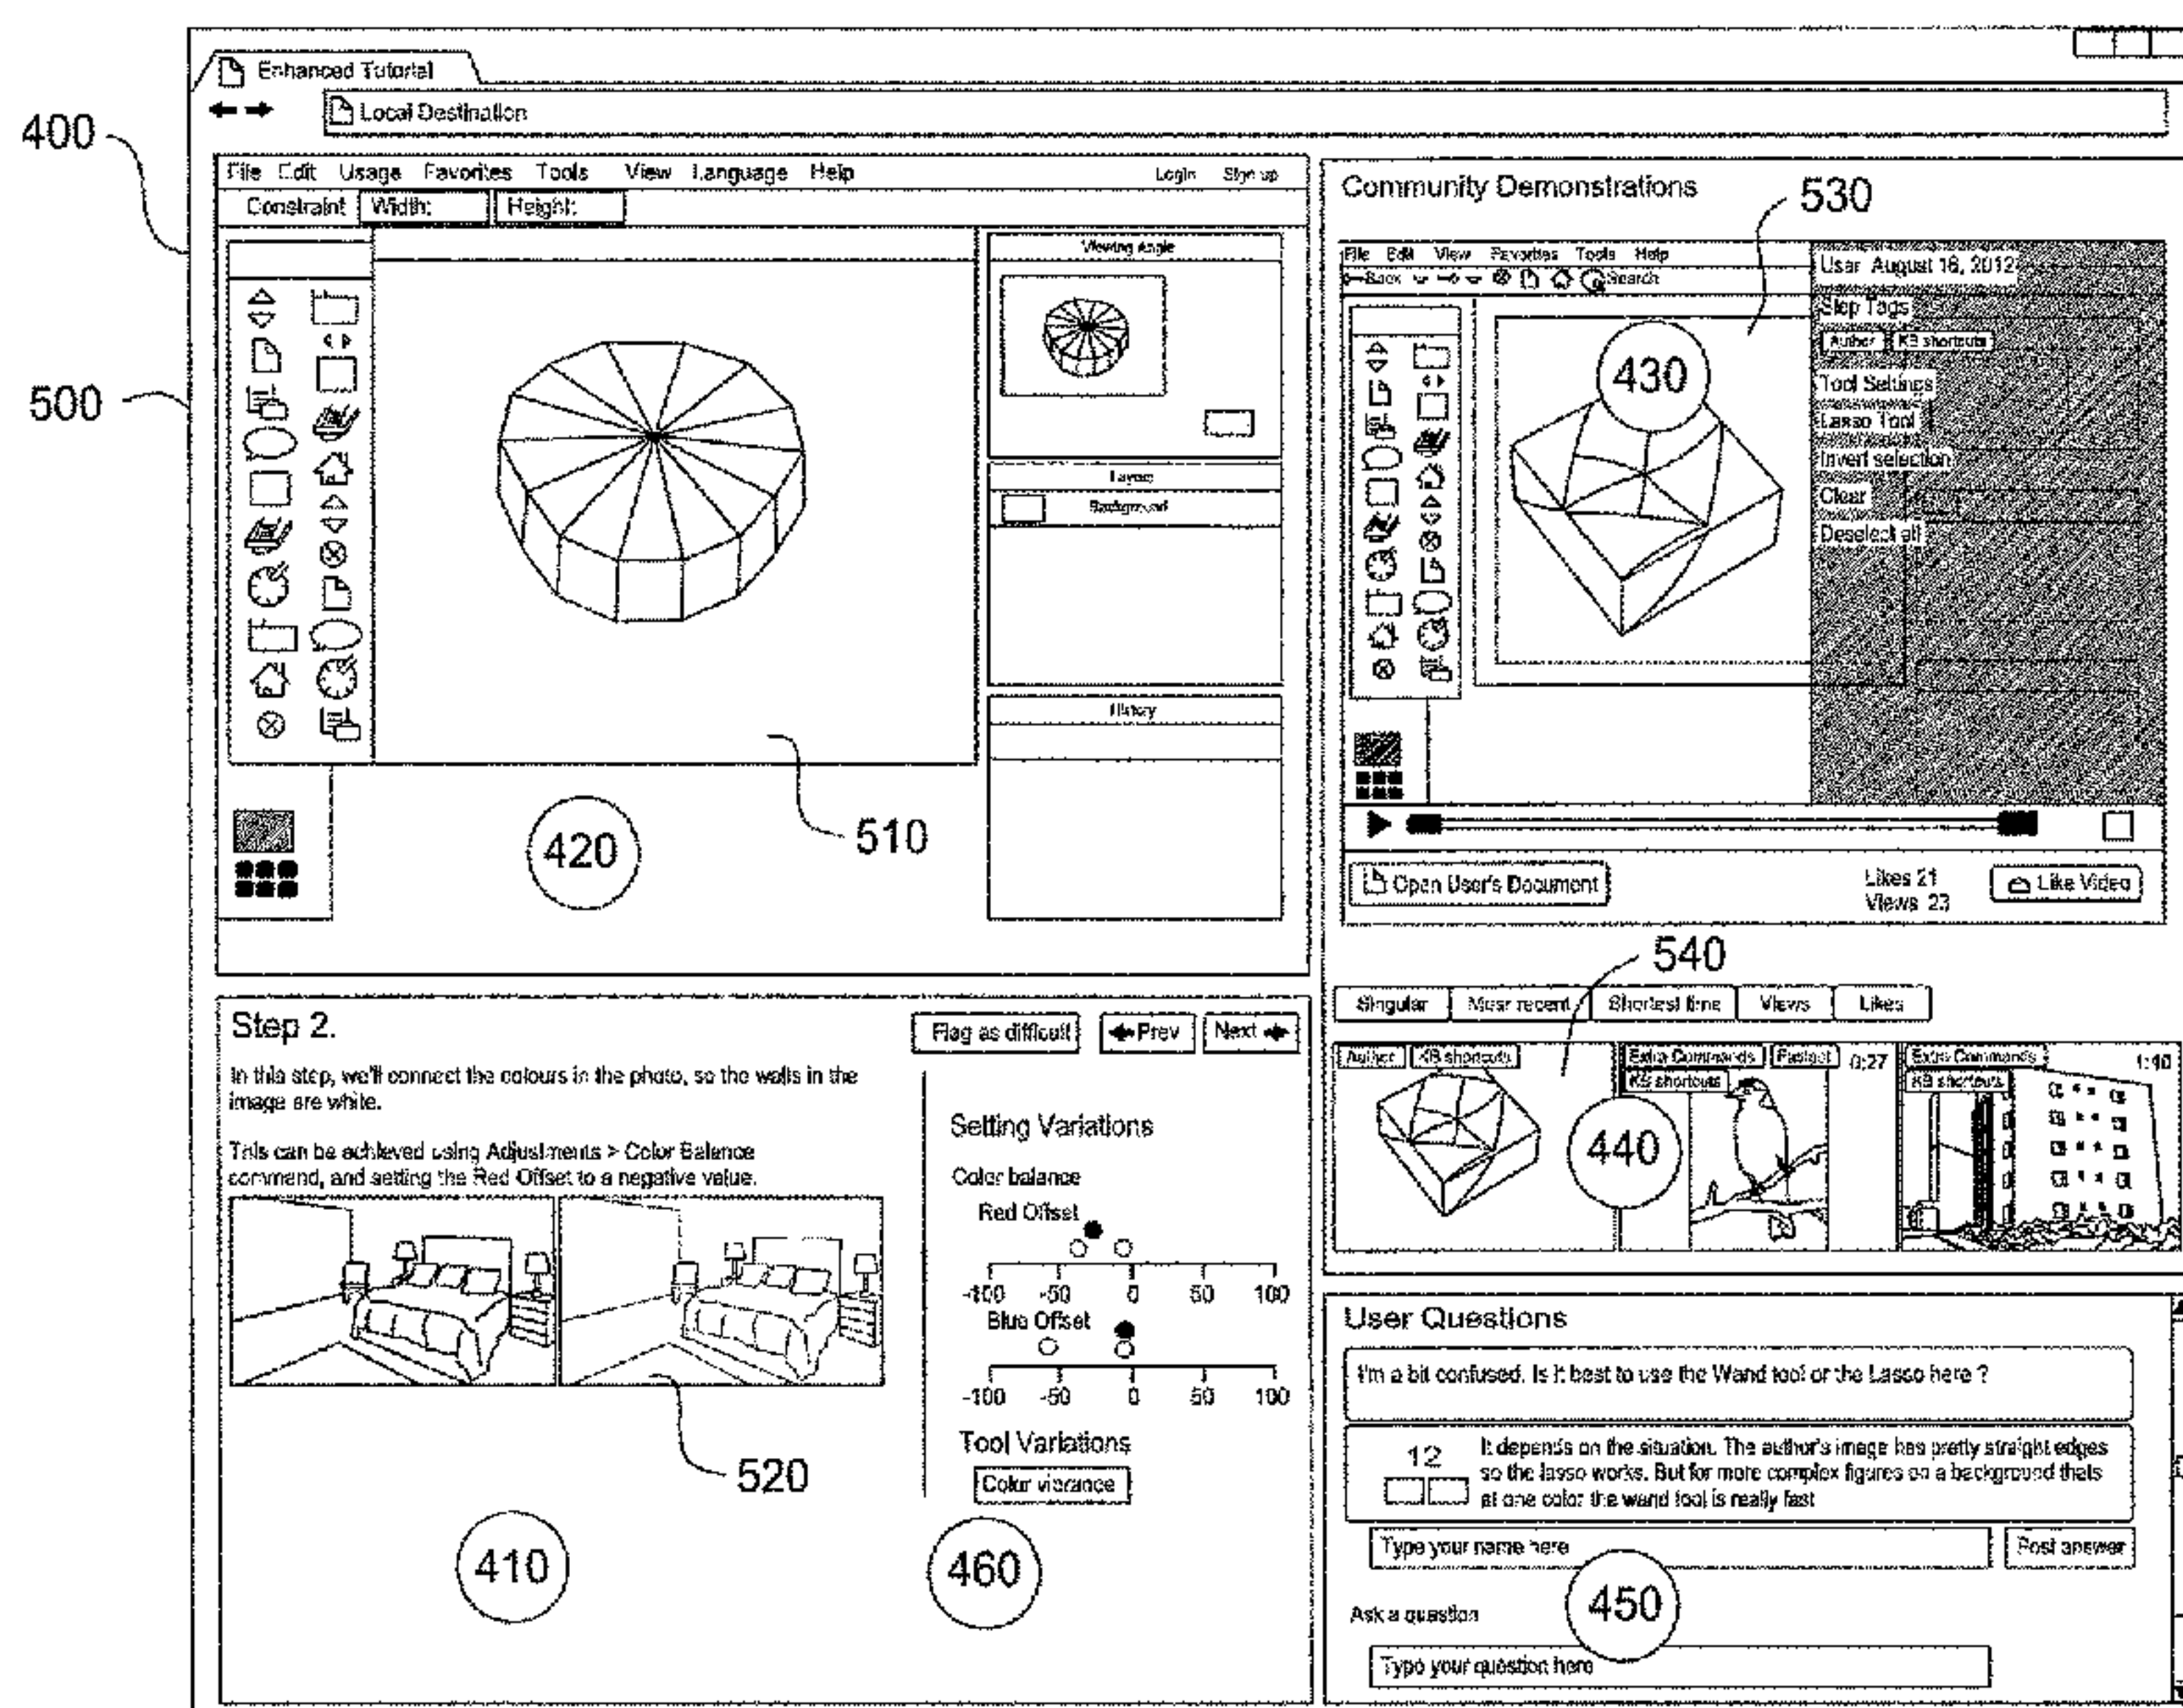 Enhanced Tutorial
Local Destination
400
500
File Edit Usage Favorites Tools View Language Help Login Sign up
Constraint Width: Height:
Viewing Angle
Layers
Background
History
420
510
Community Demonstrations
530
File Edit View Favorites Tools Help
Back Search
430
User August 16, 2012
Step Tags
Author KB shortcuts
Tool Settings
Lasso Tool
Invert selection
Clear
Deselect all
Open User's Document
Likes 21
Views 23
Like Video
540
Singular Most recent Shortest time Views Likes
Author KB shortcuts
Extra Commands Fastest 0:27
KB shortcuts
Extra Commands 1:40
KB shortcuts
440
Step 2.
Flag as difficult Prev Next
In this step, we'll connect the colours in the photo, so the walls in the
image are white.
This can be achieved using Adjustments > Color Balance
command, and setting the Red Offset to a negative value.
520
410
Setting Variations
Color balance
Red Offset
-100 -50 0 50 100
Blue Offset
-100 -50 0 50 100
Tool Variations
Color
460
User Questions
I'm a bit confused. Is it best to use the Wand tool or the Lasso here ?
12
It depends on the situation. The author's image has pretty straight edges
so the lasso works. But for more complex figures on a background thats
at one color the wand tool is really fast
Type your name here
Post answer
450
Ask a question
Type your question here